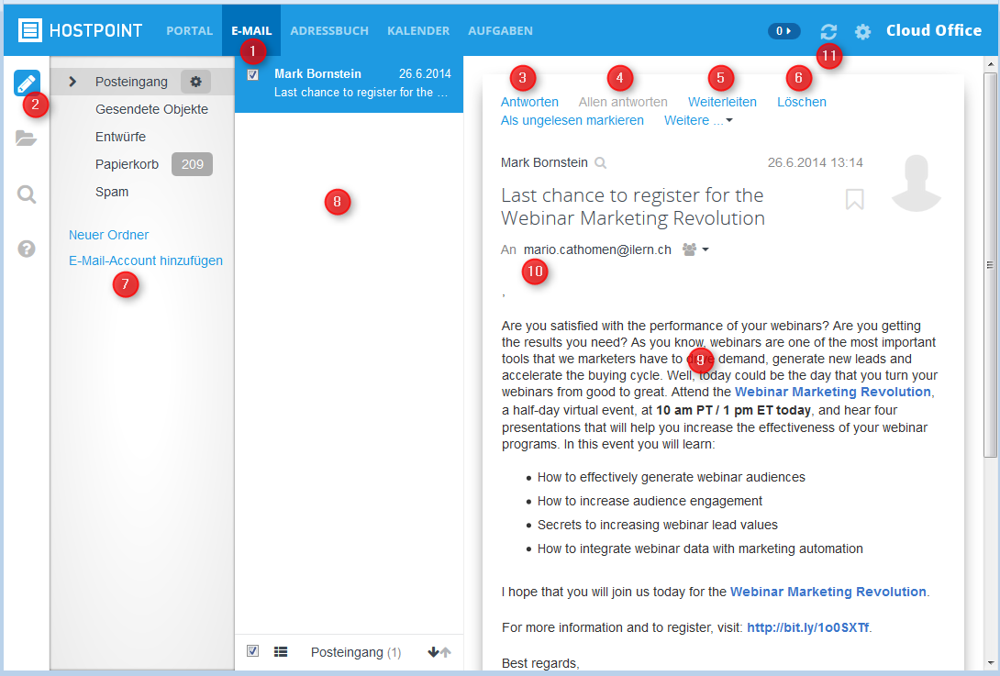 HOSTPOINT PORTAL E-MAIL ADRESSBUCH KALENDER AUFGABEN 0 Cloud Office
1
11
2
Posteingang
Gesendete Objekte
Entwürfe
Papierkorb 209
Spam
Neuer Ordner
E-Mail-Account hinzufügen
7
Mark Bornstein 26.6.2014
Last chance to register for the ...
8
Posteingang (1)
3 4 5 6
Antworten Allen antworten Weiterleiten Löschen
Als ungelesen markieren Weitere ...
Mark Bornstein 26.6.2014 13:14
Last chance to register for the
Webinar Marketing Revolution
An mario.cathomen@ilern.ch
10
,
Are you satisfied with the performance of your webinars? Are you getting
the results you need? As you know, webinars are one of the most important
tools that we marketers have to demand, generate new leads and
9
accelerate the buying cycle. Well, today could be the day that you turn your
webinars from good to great. Attend the Webinar Marketing Revolution,
a half-day virtual event, at 10 am PT / 1 pm ET today, and hear four
presentations that will help you increase the effectiveness of your webinar
programs. In this event you will learn:
• How to effectively generate webinar audiences
• How to increase audience engagement
• Secrets to increasing webinar lead values
• How to integrate webinar data with marketing automation
I hope that you will join us today for the Webinar Marketing Revolution.
For more information and to register, visit: http://bit.ly/1o0SXTf.
Best regards,